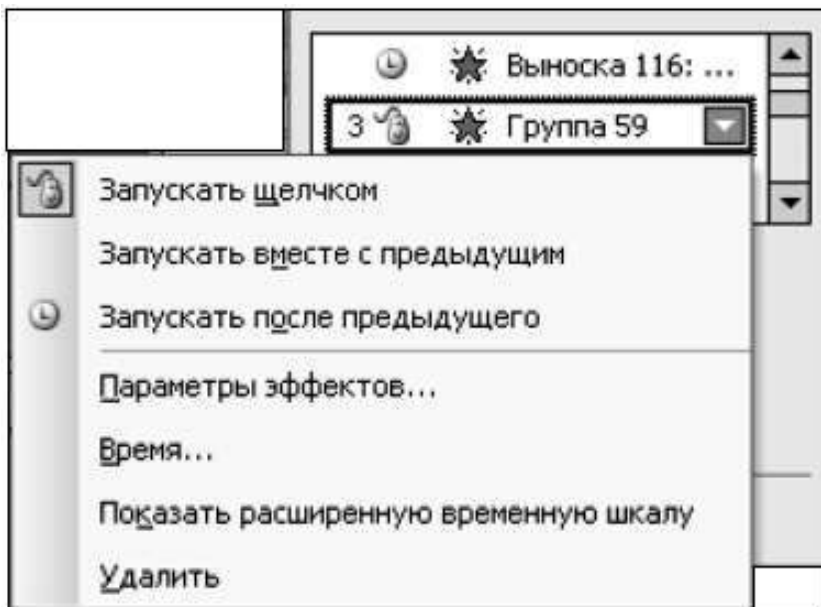 Выноска 116: ...
3 Группа 59
Запускать щелчком
Запускать вместе с предыдущим
Запускать после предыдущего
Параметры эффектов...
Время...
Показать расширенную временную шкалу
Удалить